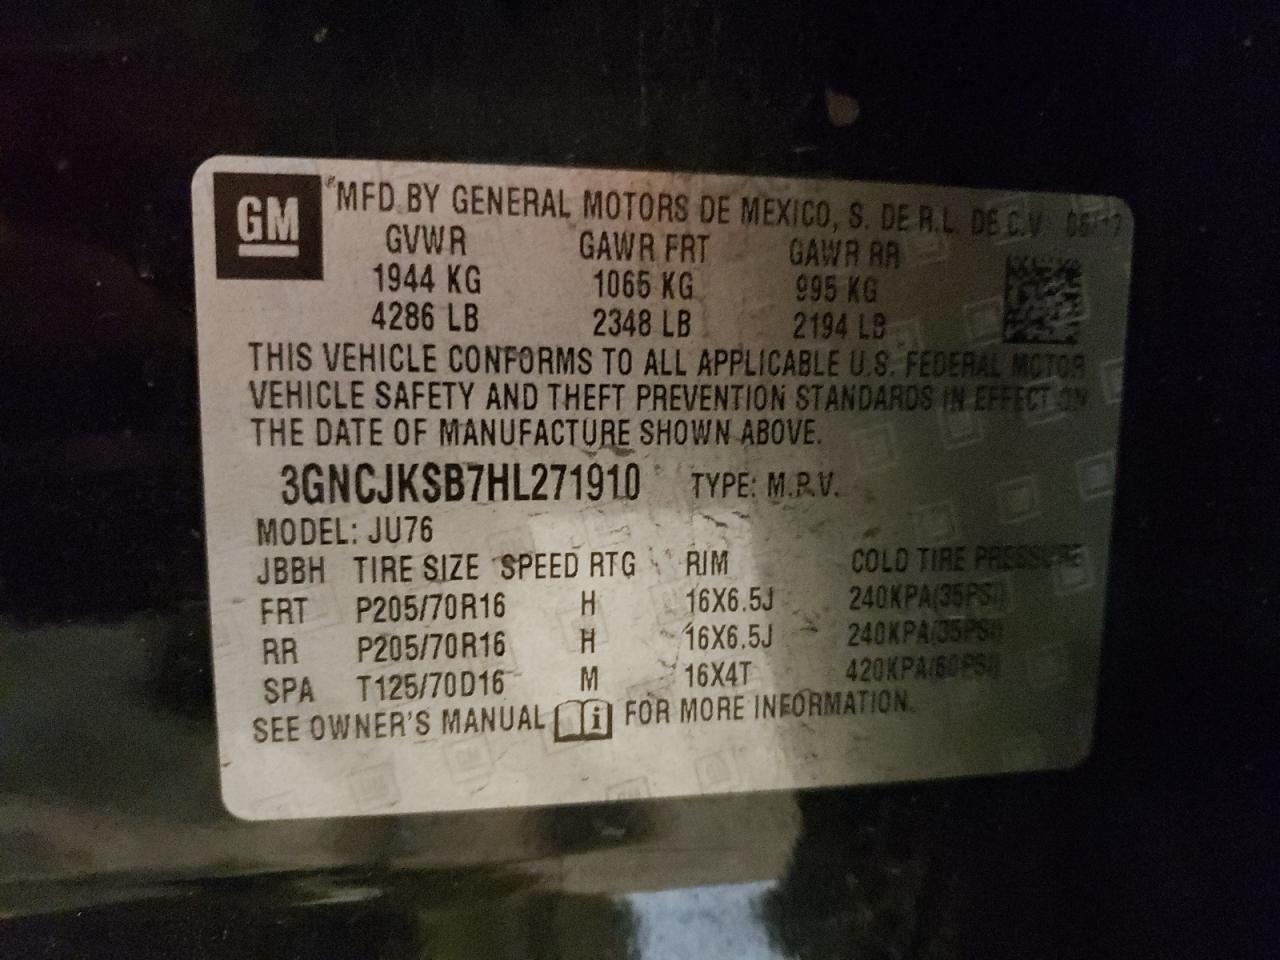 GM
MFD BY GENERAL MOTORS DE MEXICO, S. DE R.L. DE C.V
GVWR GAWR FRT GAWR RR
1944 KG 1065 KG 995 KG
4286 LB 2348 LB 2194 LB
THIS VEHICLE CONFORMS TO ALL APPLICABLE U.S. FEDERAL MOTOR
VEHICLE SAFETY AND THEFT PREVENTION STANDARDS IN EFFECT ON
THE DATE OF MANUFACTURE SHOWN ABOVE.
3GNCJKSB7HL271910 TYPE: M.P.V.
MODEL: JU76
JBBH TIRE SIZE SPEED RTG RIM COLD TIRE PRESSURE
FRT P205/70R16 H 16X6.5J 240KPA(35PSI)
RR P205/70R16 H 16X6.5J 240KPA(35PSI)
SPA T125/70D16 M 16X4T 420KPA(60PSI)
SEE OWNER'S MANUAL i FOR MORE INFORMATION.